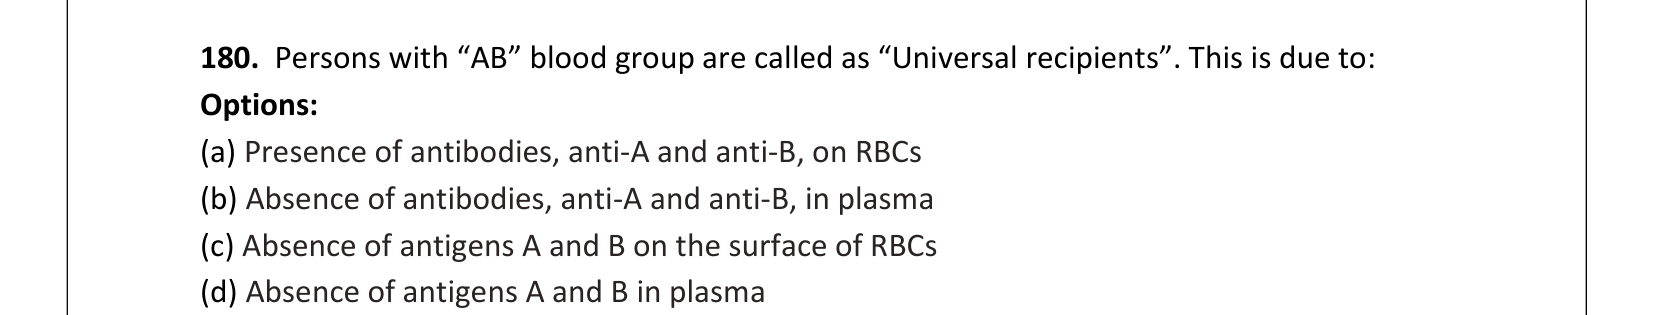 180. Persons with “AB” blood group are called as “Universal recipients”. This is due to:
Options:
(a) Presence of antibodies, anti-A and anti-B, on RBCs
(b) Absence of antibodies, anti-A and anti-B, in plasma
(c) Absence of antigens A and B on the surface of RBCs
(d) Absence of antigens A and B in plasma